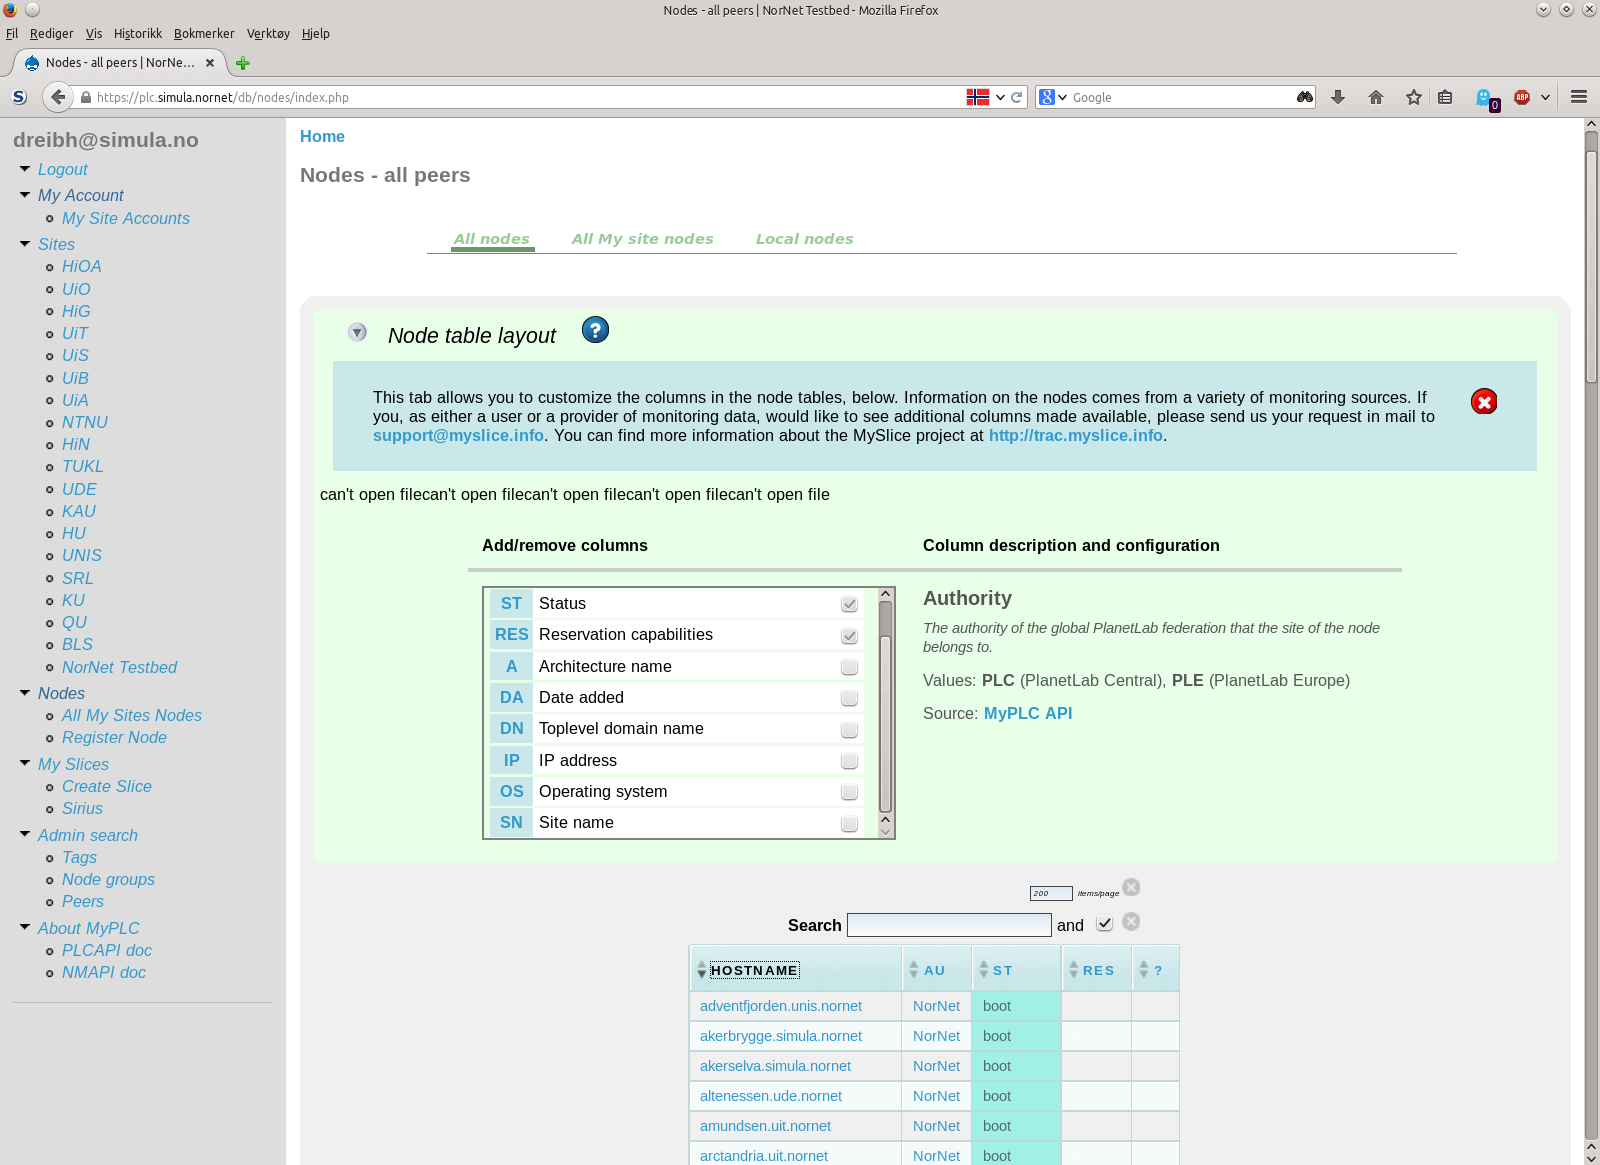 Nodes - all peers | NorNet Testbed - Mozilla Firefox
Fil Rediger Vis Historikk Bokmerker Verktøy Hjelp
Nodes - all peers | NorNe...
https://plc.simula.nornet/db/nodes/index.php
Google
ABP
0
dreibh@simula.no
Logout
My Account
My Site Accounts
Sites
HiOA
UiO
HiG
UiT
UiS
UiB
UiA
NTNU
HiN
TUKL
UDE
KAU
HU
UNIS
SRL
KU
QU
BLS
NorNet Testbed
Nodes
All My Sites Nodes
Register Node
My Slices
Create Slice
Sirius
Admin search
Tags
Node groups
Peers
About MyPLC
PLCAPI doc
NMAPI doc
Home
Nodes - all peers
All nodes All My site nodes Local nodes
Node table layout ?
This tab allows you to customize the columns in the node tables, below. Information on the nodes comes from a variety of monitoring sources. If
you, as either a user or a provider of monitoring data, would like to see additional columns made available, please send us your request in mail to
support@myslice.info. You can find more information about the MySlice project at http://trac.myslice.info.
can't open filecan't open filecan't open filecan't open filecan't open file
Add/remove columns
ST Status
RES Reservation capabilities
A Architecture name
DA Date added
DN Toplevel domain name
IP IP address
OS Operating system
SN Site name
Column description and configuration
Authority
The authority of the global PlanetLab federation that the site of the node
belongs to.
Values: PLC (PlanetLab Central), PLE (PlanetLab Europe)
Source: MyPLC API
200 items/page
Search and
HOSTNAME AU ST RES ?
adventfjorden.unis.nornet NorNet boot
akerbrygge.simula.nornet NorNet boot
akerselva.simula.nornet NorNet boot
altenessen.ude.nornet NorNet boot
amundsen.uit.nornet NorNet boot
arctandria.uit.nornet NorNet boot